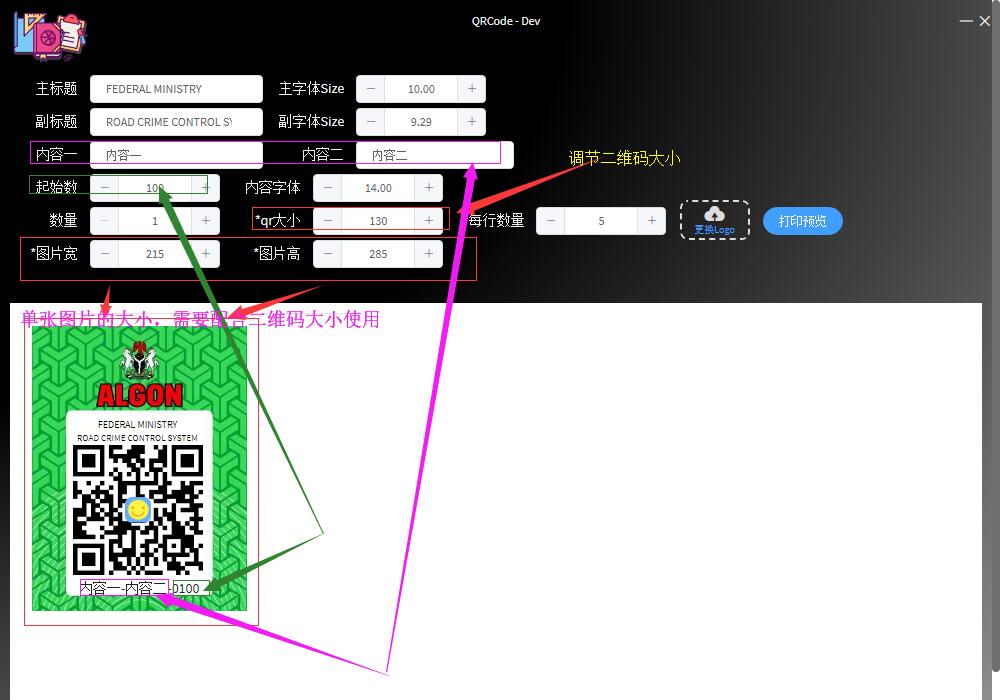 QRCode - Dev
主标题 FEDERAL MINISTRY 主字体Size − 10.00 +
副标题 ROAD CRIME CONTROL SY 副字体Size − 9.29 +
内容一 内容一 内容二 内容二
调节二维码大小
起始数 − 100 + 内容字体 − 14.00 +
数量 − 1 + *qr大小 − 130 + 每行数量 − 5 + 更换Logo 打印预览
*图片宽 − 215 + *图片高 − 285 +
单张图片的大小，需要配合二维码大小使用
ALGON
FEDERAL MINISTRY
ROAD CRIME CONTROL SYSTEM
内容一-内容二-0100